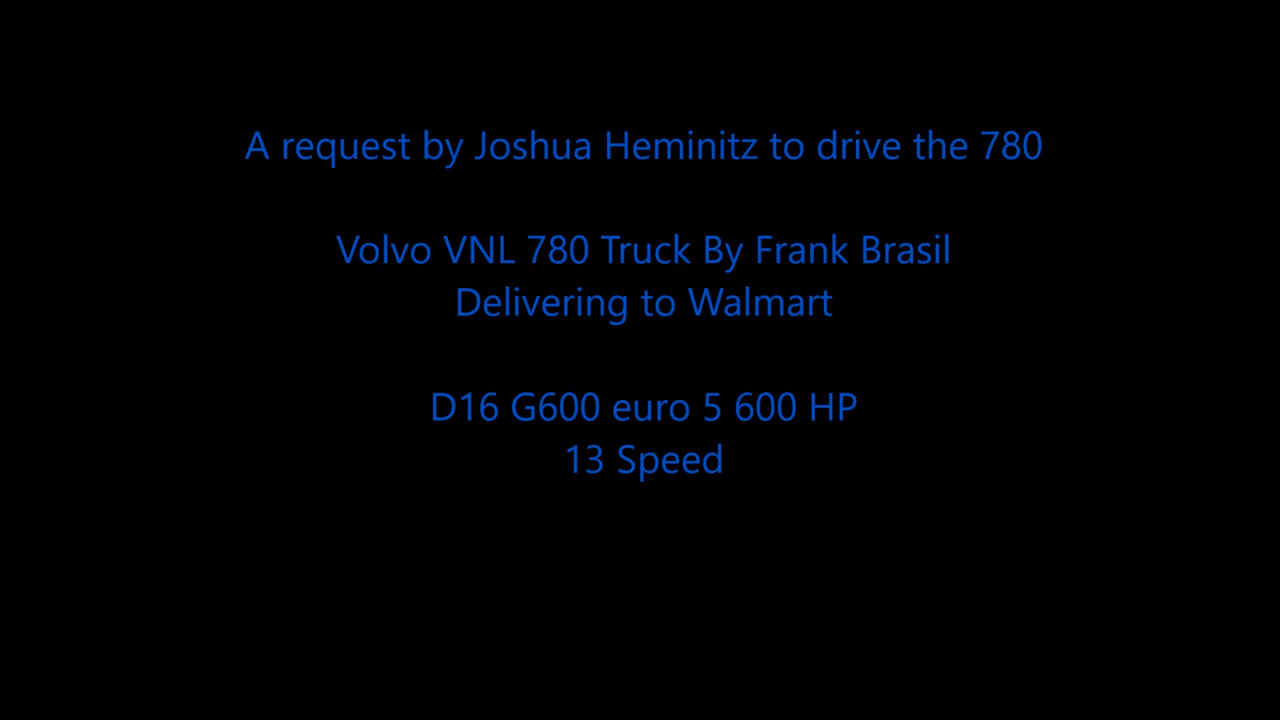 A request by Joshua Heminitz to drive the 780
Volvo VNL 780 Truck By Frank Brasil
Delivering to Walmart
D16 G600 euro 5 600 HP
13 Speed